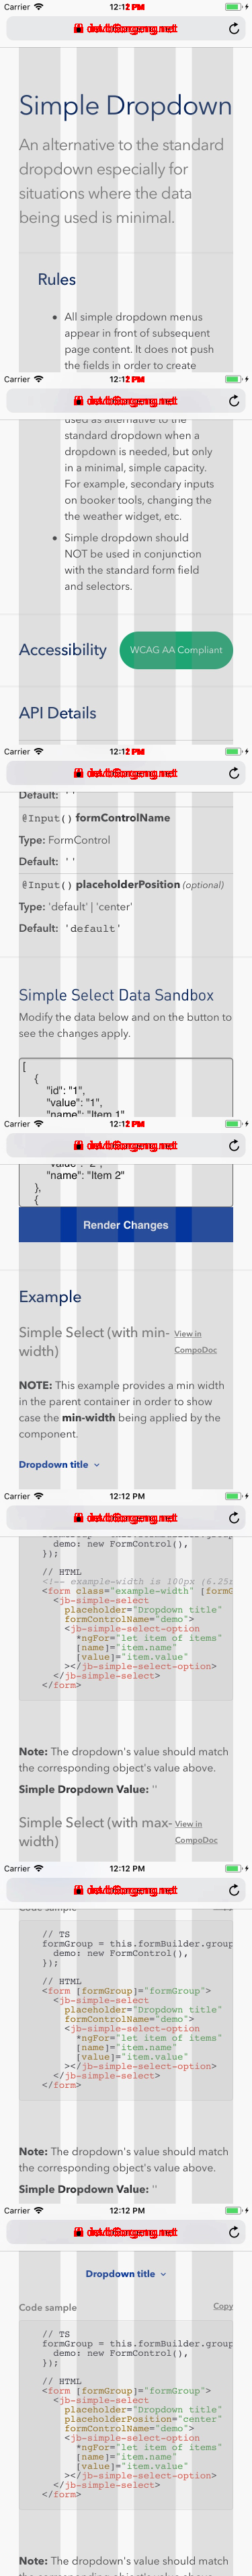 Carrier 12:12 PM
Simple Dropdown
An alternative to the standard
dropdown especially for
situations where the data
being used is minimal.
Rules
• All simple dropdown menus
appear in front of subsequent
page content. It does not push
the fields in order to create
Carrier 12:12 PM
used as alternative to the
standard dropdown when a
dropdown is needed, but only
in a minimal, simple capacity.
For example, secondary inputs
on booker tools, changing the
the weather widget, etc.
• Simple dropdown should
NOT be used in conjunction
with the standard form field
and selectors.
Accessibility WCAG AA Compliant
API Details
Carrier 12:12 PM
Default: ''
@Input() formControlName
Type: FormControl
Default: ''
@Input() placeholderPosition (optional)
Type: 'default' | 'center'
Default: 'default'
Simple Select Data Sandbox
Modify the data below and on the button to
see the changes apply.
[
{
"id": "1",
"value": "1",
"name": "Item 1"
Carrier 12:12 PM
"value": "2",
"name": "Item 2"
},
{
Render Changes
Example
Simple Select (with min- View in
width) CompoDoc
NOTE: This example provides a min width
in the parent container in order to show
case the min-width being applied by the
component.
Dropdown title
Carrier 12:12 PM
demo: new FormControl(),
});
// HTML
<!-- example-width is 100px (6.25
<form class="example-width" [form
<jb-simple-select
placeholder="Dropdown title"
formControlName="demo">
<jb-simple-select-option
*ngFor="let item of items"
[name]="item.name"
[value]="item.value"
></jb-simple-select-option>
</jb-simple-select>
</form>
Note: The dropdown's value should match
the corresponding object's value above.
Simple Dropdown Value: ''
Simple Select (with max- View in
width) CompoDoc
Carrier 12:12 PM
Code sample
// TS
formGroup = this.formBuilder.group
demo: new FormControl(),
});
// HTML
<form [formGroup]="formGroup">
<jb-simple-select
placeholder="Dropdown title"
formControlName="demo">
<jb-simple-select-option
*ngFor="let item of items"
[name]="item.name"
[value]="item.value"
></jb-simple-select-option>
</jb-simple-select>
</form>
Note: The dropdown's value should match
the corresponding object's value above.
Simple Dropdown Value: ''
Carrier 12:12 PM
Dropdown title
Code sample Copy
// TS
formGroup = this.formBuilder.group
demo: new FormControl(),
});
// HTML
<form [formGroup]="formGroup">
<jb-simple-select
placeholder="Dropdown title"
placeholderPosition="center"
formControlName="demo">
<jb-simple-select-option
*ngFor="let item of items"
[name]="item.name"
[value]="item.value"
></jb-simple-select-option>
</jb-simple-select>
</form>
Note: The dropdown's value should match